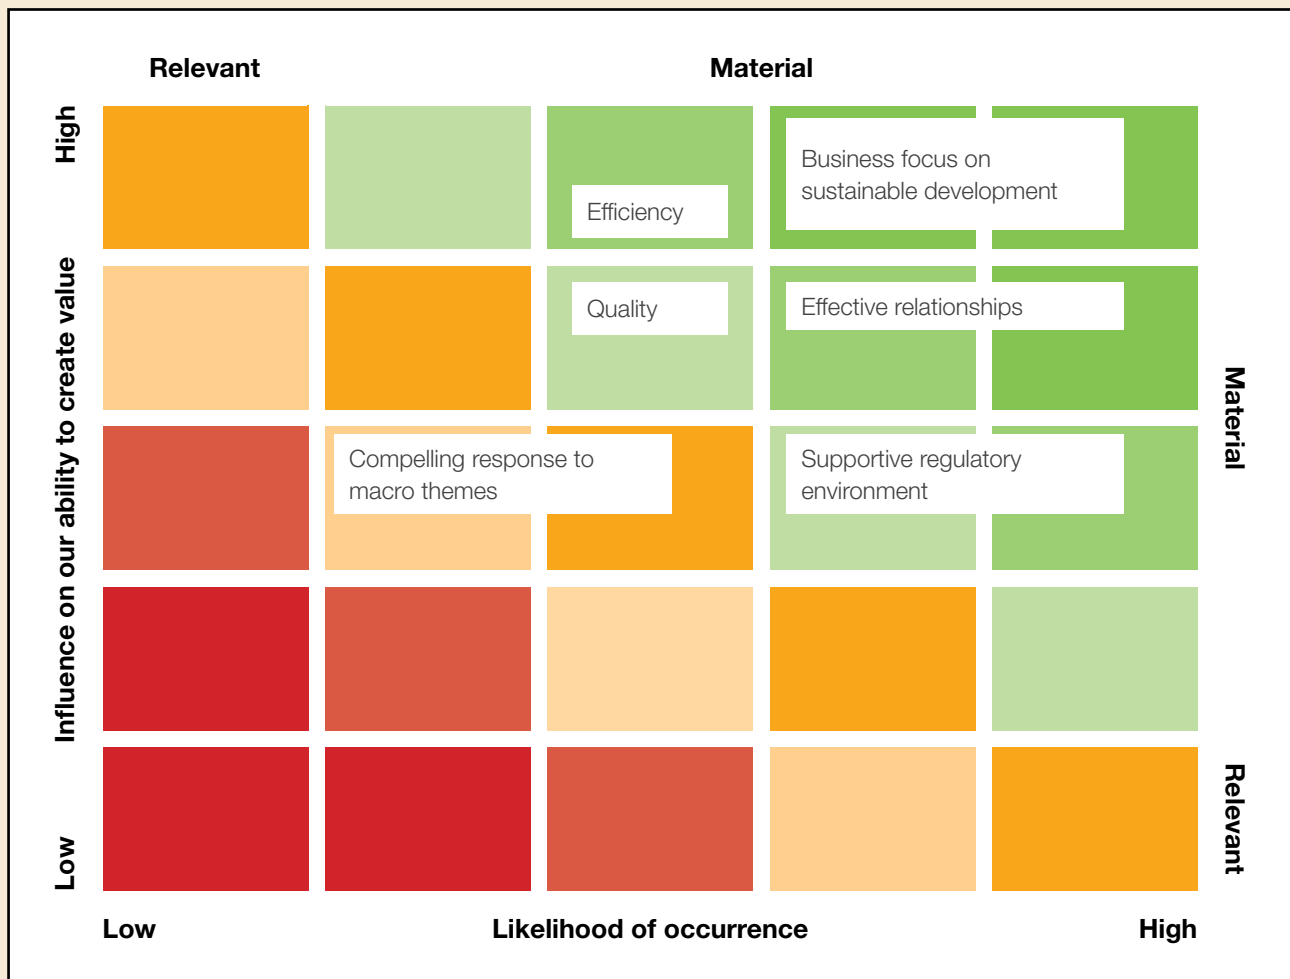 Relevant
Material
High
Influence on our ability to create value
Low
Efficiency
Business focus on
sustainable development
Quality
Effective relationships
Compelling response to
macro themes
Supportive regulatory
environment
Material
Relevant
Low
Likelihood of occurrence
High